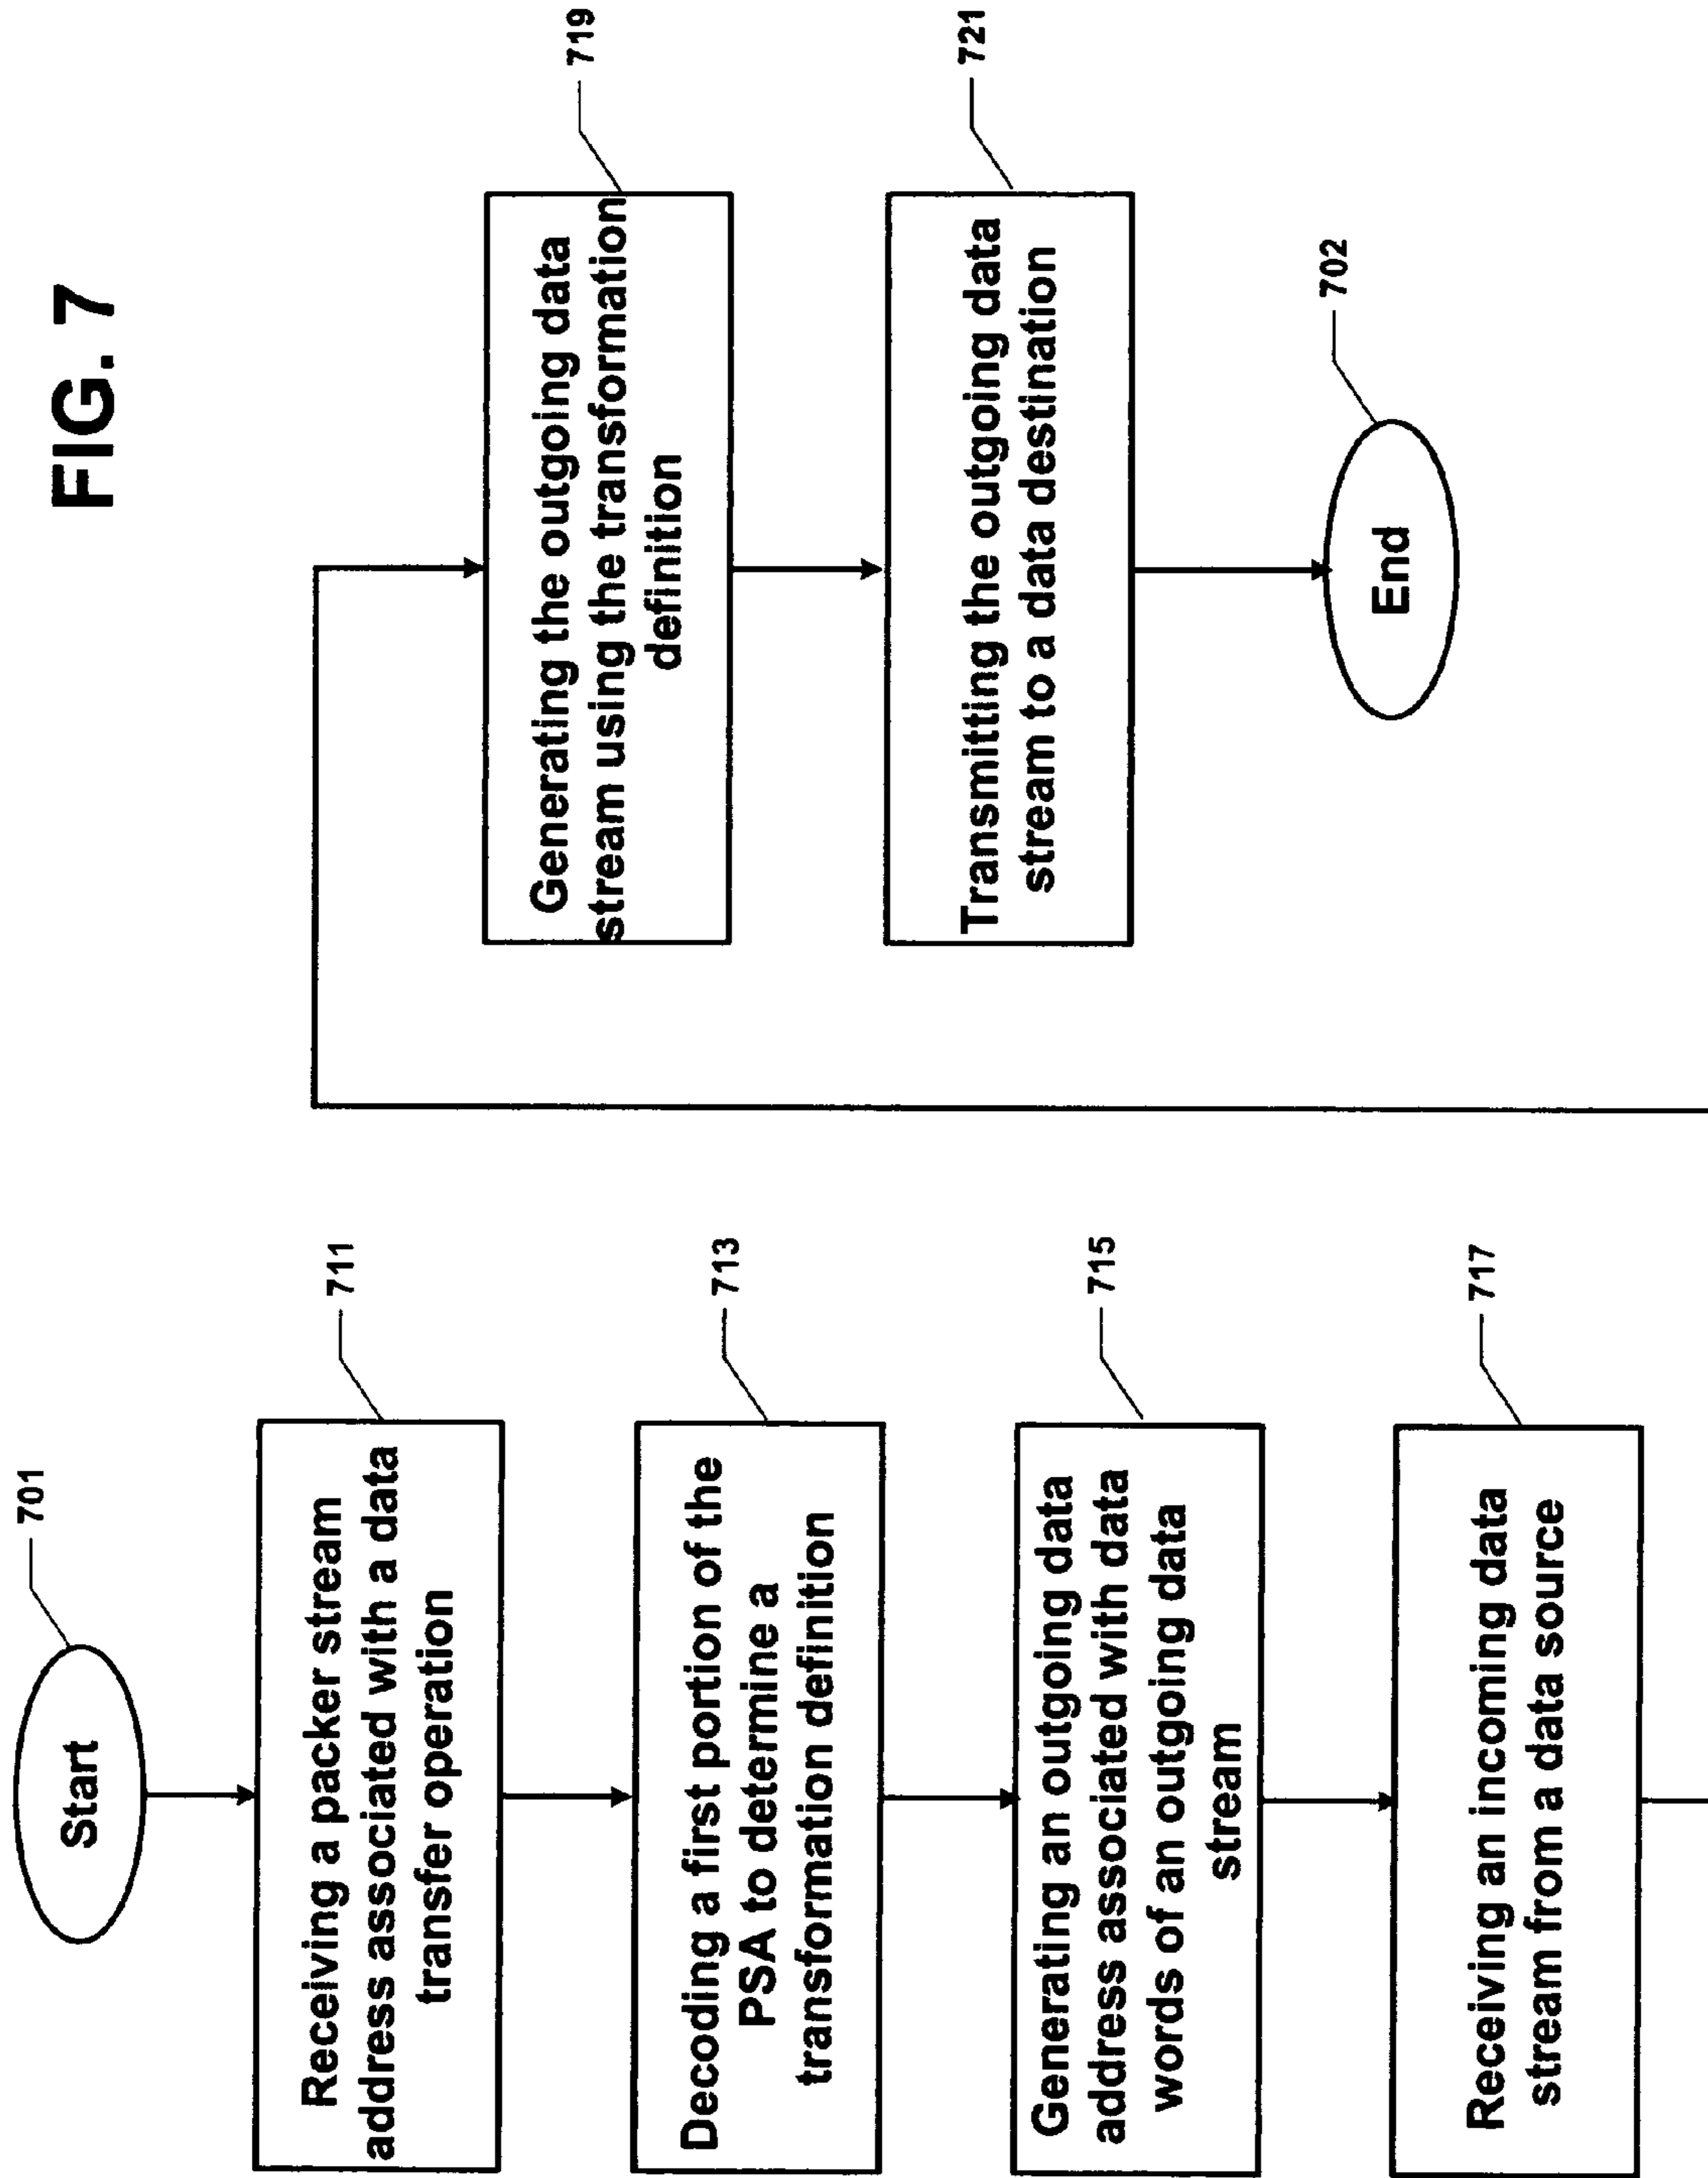 FIG. 7
Start
701
Receiving a packer stream
address associated with a data
transfer operation
711
Decoding a first portion of the
PSA to determine a
transformation definition
713
Generating an outgoing data
address associated with data
words of an outgoing data
stream
715
Receiving an incoming data
stream from a data source
717
Generating the outgoing data
stream using the transformation
definition
719
Transmitting the outgoing data
stream to a data destination
721
End
702